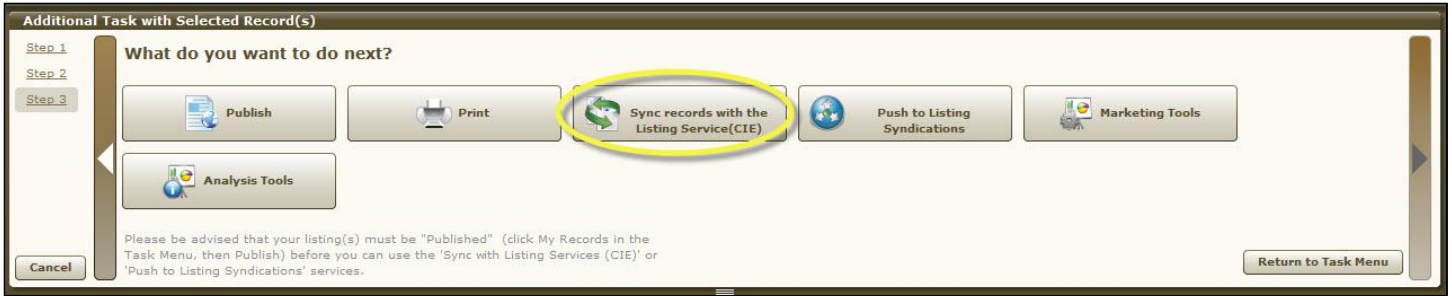 Additional Task with Selected Record(s)
Step 1
Step 2
Step 3
What do you want to do next?
Publish
Print
Sync records with the
Listing Service(CIE)
Push to Listing
Syndications
Marketing Tools
Analysis Tools
Please be advised that your listing(s) must be "Published"  (click My Records in the
Task Menu, then Publish) before you can use the 'Sync with Listing Services (CIE)' or
'Push to Listing Syndications' services.
Cancel
Return to Task Menu